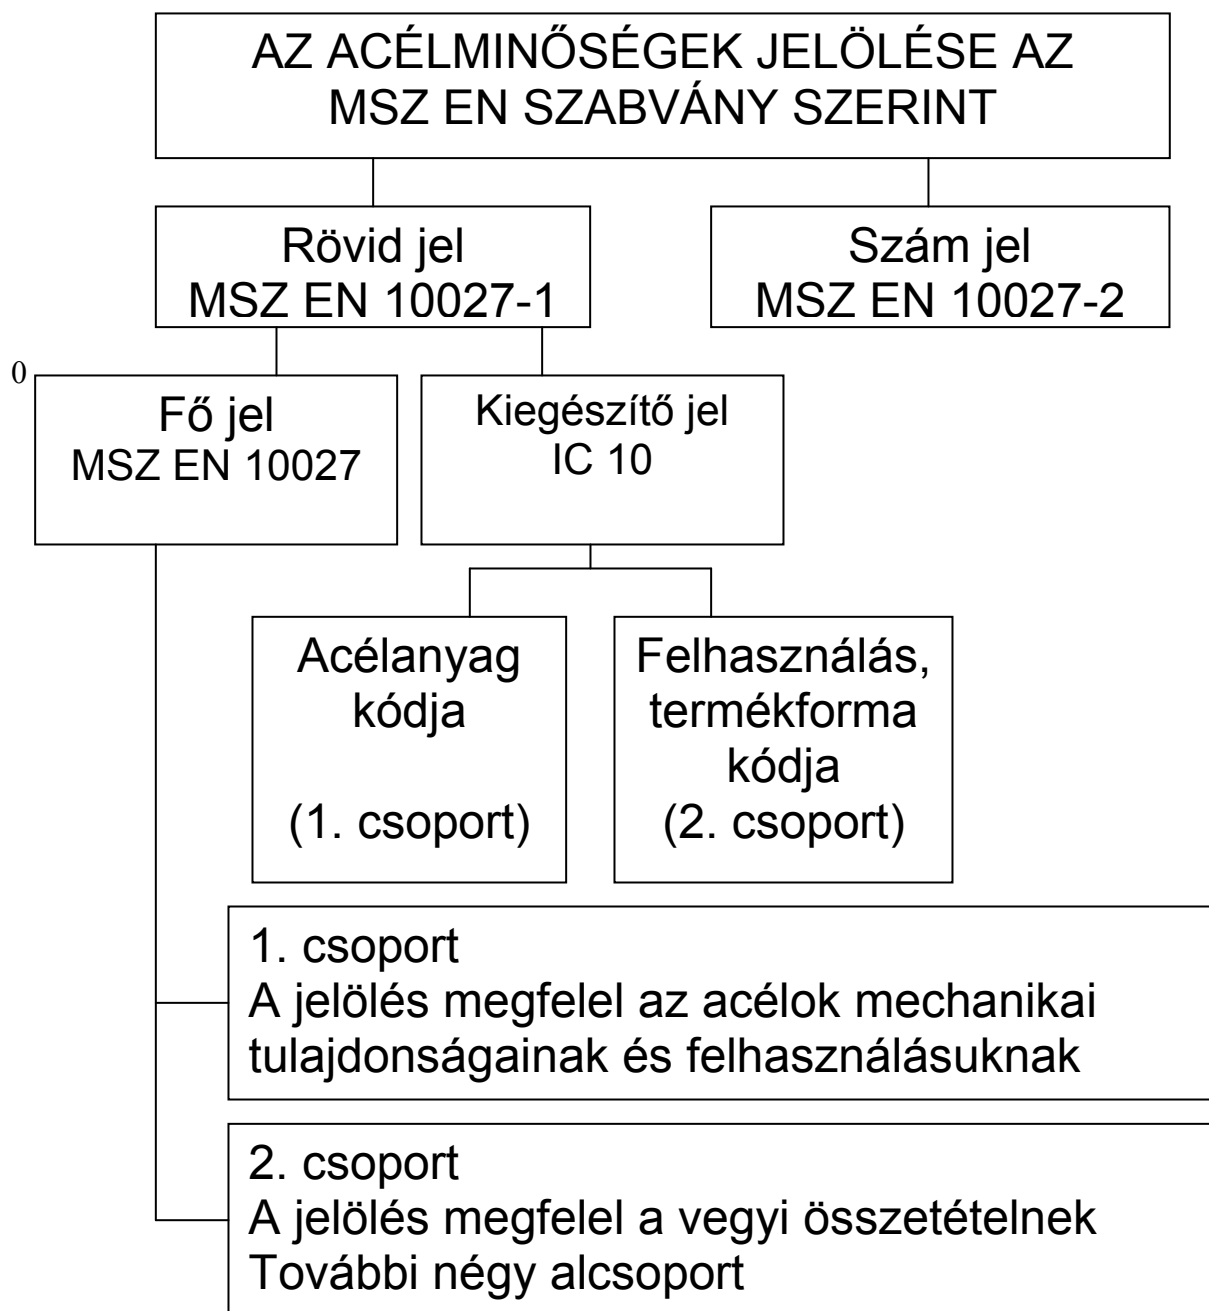 AZ ACÉLMINŐSÉGEK JELÖLÉSE AZ
MSZ EN SZABVÁNY SZERINT
Rövid jel
MSZ EN 10027-1
Szám jel
MSZ EN 10027-2
0
Fő jel
MSZ EN 10027
Kiegészítő jel
IC 10
Acélanyag
kódja
(1. csoport)
Felhasználás,
termékforma
kódja
(2. csoport)
1. csoport
A jelölés megfelel az acélok mechanikai
tulajdonságainak és felhasználásuknak
2. csoport
A jelölés megfelel a vegyi összetételnek
További négy alcsoport